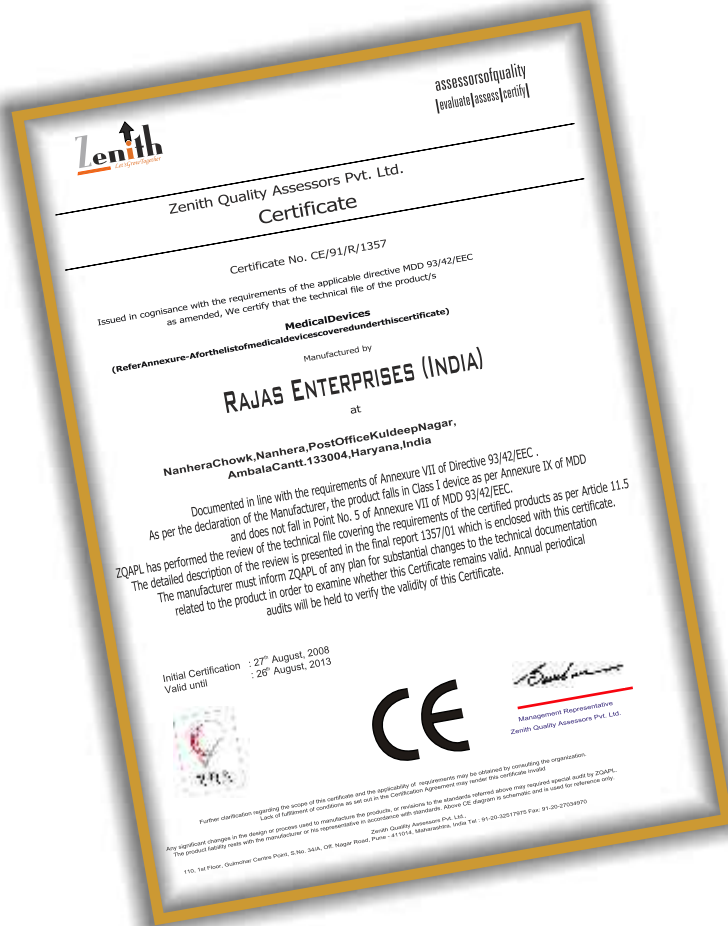 assessorsofquality
|evaluate|assess|certify|
Zenith
Let's Grow Together
Zenith Quality Assessors Pvt. Ltd.
Certificate
Certificate No. CE/91/R/1357
Issued in cognisance with the requirements of the applicable directive MDD 93/42/EEC
as amended, We certify that the technical file of the product/s
MedicalDevices
(ReferAnnexure-Aforthelistofmedicaldevicescoveredunderthiscertificate)
Manufactured by
RAJAS ENTERPRISES (INDIA)
at
NanheraChowk,Nanhera,PostOfficeKuldeepNagar,
AmbalaCantt.133004,Haryana,India
Documented in line with the requirements of Annexure VII of Directive 93/42/EEC .
As per the declaration of the Manufacturer, the product falls in Class I device as per Annexure IX of MDD
and does not fall in Point No. 5 of Annexure VII of MDD 93/42/EEC.
ZQAPL has performed the review of the technical file covering the requirements of the certified products as per Article 11.5
The detailed description of the review is presented in the final report 1357/01 which is enclosed with this certificate.
The manufacturer must inform ZQAPL of any plan for substantial changes to the technical documentation
related to the product in order to examine whether this Certificate remains valid. Annual periodical
audits will be held to verify the validity of this Certificate.
Initial Certification : 27th August, 2008
Valid until : 26th August, 2013
CE
Management Representative
Zenith Quality Assessors Pvt. Ltd.
Further clarification regarding the scope of this certificate and the applicability of requirements may be obtained by consulting the organization.
Lack of fulfillment of conditions as set out in the Certification Agreement may render this certificate invalid
Any significant changes in the design or process used to manufacture the products, or revisions to the standards referred above may required special audit by ZQAPL.
The product liability rests with the manufacturer or his representative in accordance with standards. Above CE diagram is schematic and is used for reference only.
Zenith Quality Assessors Pvt. Ltd.,
110, 1st Floor, Gulmohar Centre Point, S.No. 34/A, Off. Nagar Road, Pune - 411014, Maharashtra, India Tel : 91-20-32517975 Fax: 91-20-27034970